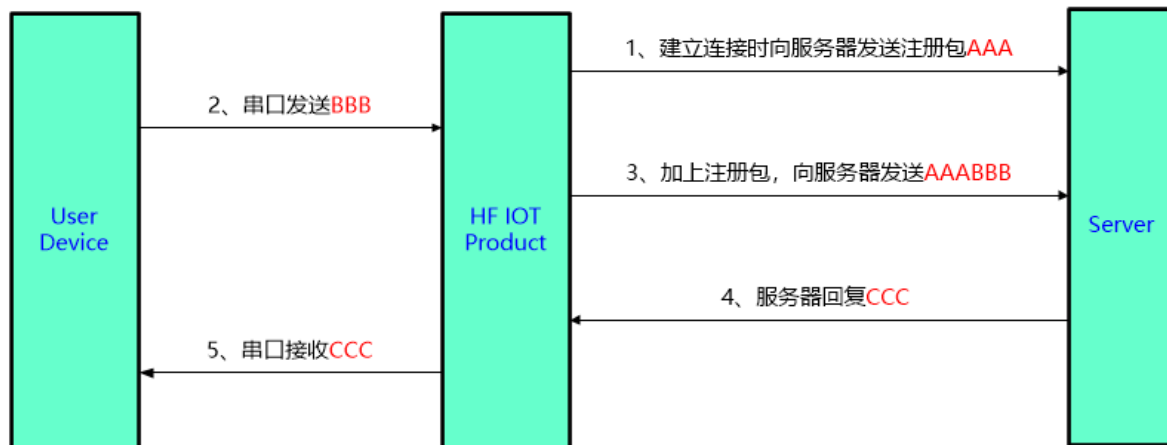 1、建立连接时向服务器发送注册包AAA
2、串口发送BBB
3、加上注册包，向服务器发送AAABBB
User
Device
HF IOT
Product
Server
4、服务器回复CCC
5、串口接收CCC